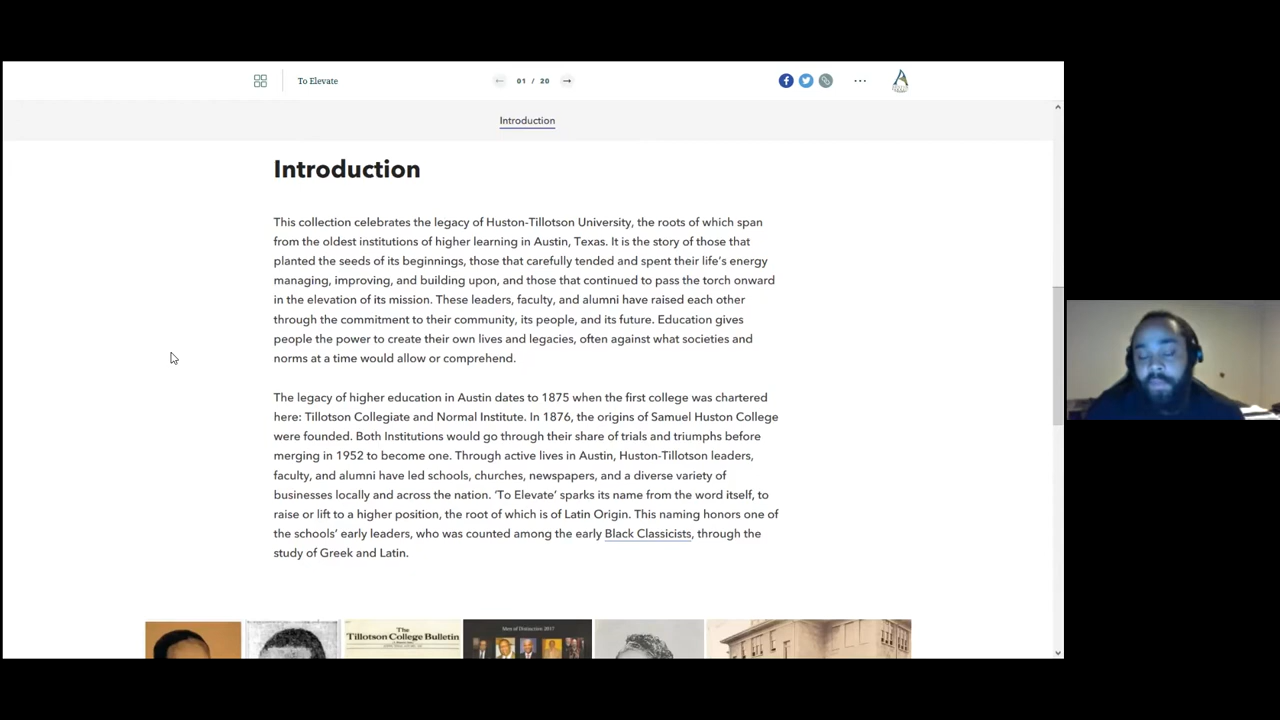 To Elevate
01 / 20
Introduction
Introduction
This collection celebrates the legacy of Huston-Tillotson University, the roots of which span
from the oldest institutions of higher learning in Austin, Texas. It is the story of those that
planted the seeds of its beginnings, those that carefully tended and spent their life's energy
managing, improving, and building upon, and those that continued to pass the torch onward
in the elevation of its mission. These leaders, faculty, and alumni have raised each other
through the commitment to their community, its people, and its future. Education gives
people the power to create their own lives and legacies, often against what societies and
norms at a time would allow or comprehend.
The legacy of higher education in Austin dates to 1875 when the first college was chartered
here: Tillotson Collegiate and Normal Institute. In 1876, the origins of Samuel Huston College
were founded. Both Institutions would go through their share of trials and triumphs before
merging in 1952 to become one. Through active lives in Austin, Huston-Tillotson leaders,
faculty, and alumni have led schools, churches, newspapers, and a diverse variety of
businesses locally and across the nation. 'To Elevate' sparks its name from the word itself, to
raise or lift to a higher position, the root of which is of Latin Origin. This naming honors one of
the schools' early leaders, who was counted among the early Black Classicists, through the
study of Greek and Latin.
The
Tillotson College Bulletin
Men of Distinction 2017